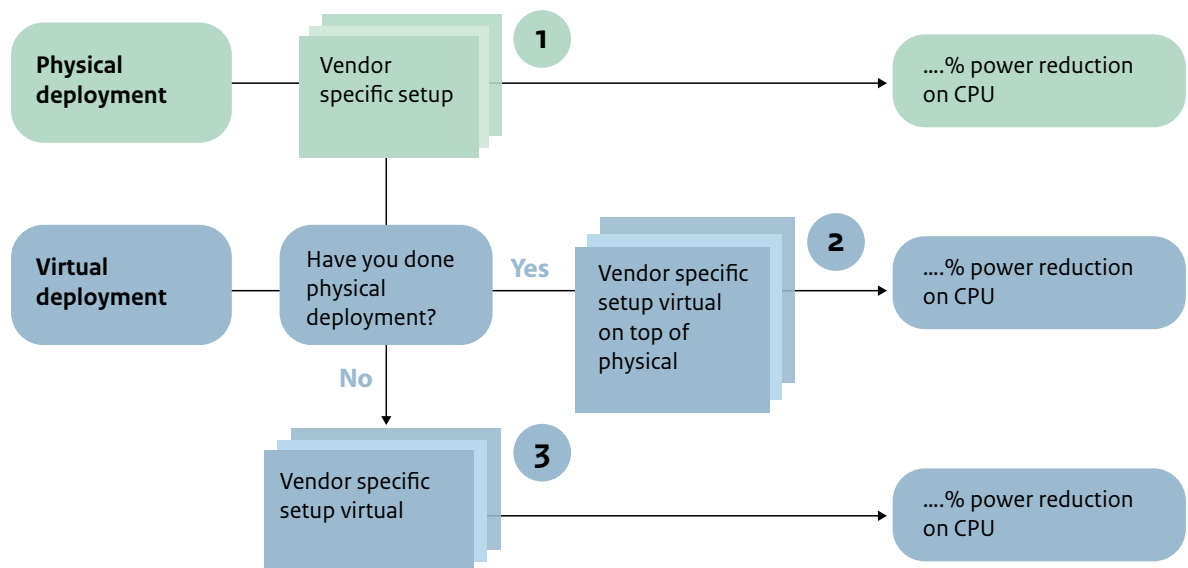 Physical
deployment
Vendor
specific setup
1
....% power reduction
on CPU
Virtual
deployment
Have you done
physical
deployment?
Yes
Vendor specific
setup virtual
on top of
physical
2
....% power reduction
on CPU
No
Vendor specific
setup virtual
3
....% power reduction
on CPU